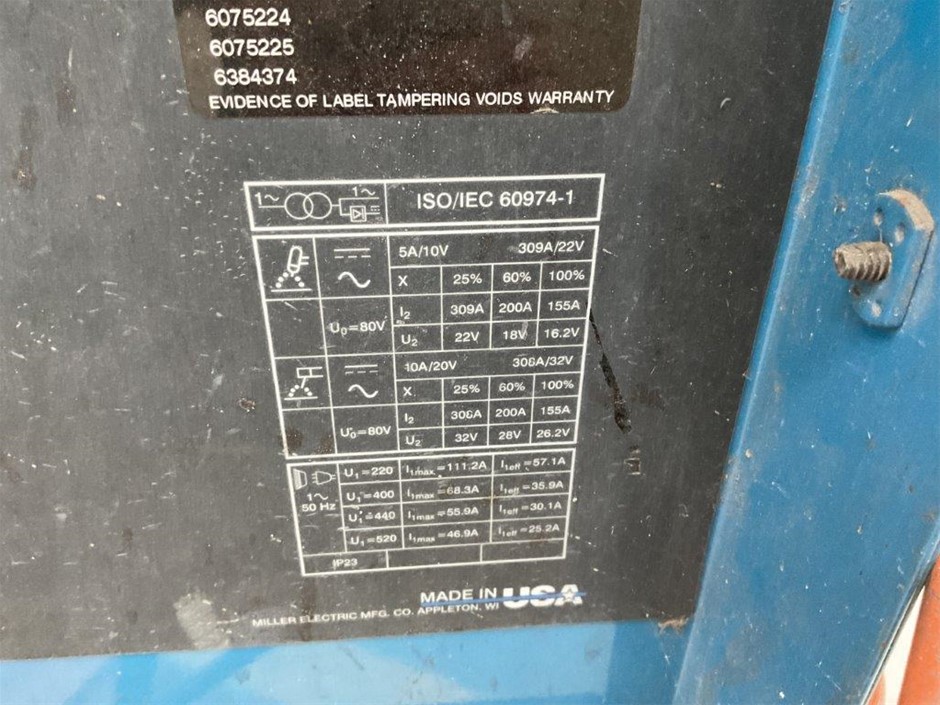 6075224
6075225
6384374
EVIDENCE OF LABEL TAMPERING VOIDS WARRANTY
1~ 1~ ISO/IEC 60974-1
5A/10V 309A/22V
X 25% 60% 100%
I2 309A 200A 155A
U0=80V
U2 22V 18V 16.2V
10A/20V 306A/32V
X 25% 60% 100%
I2 306A 200A 155A
U0=80V
U2 32V 28V 26.2V
U1=220 I1max=111.2A I1eff=57.1A
1~
50 Hz
U1=400 I1max=68.3A I1eff=35.9A
U1=440 I1max=55.9A I1eff=30.1A
U1=520 I1max=46.9A I1eff=25.2A
IP23
MADE IN USA
MILLER ELECTRIC MFG. CO. APPLETON, WI